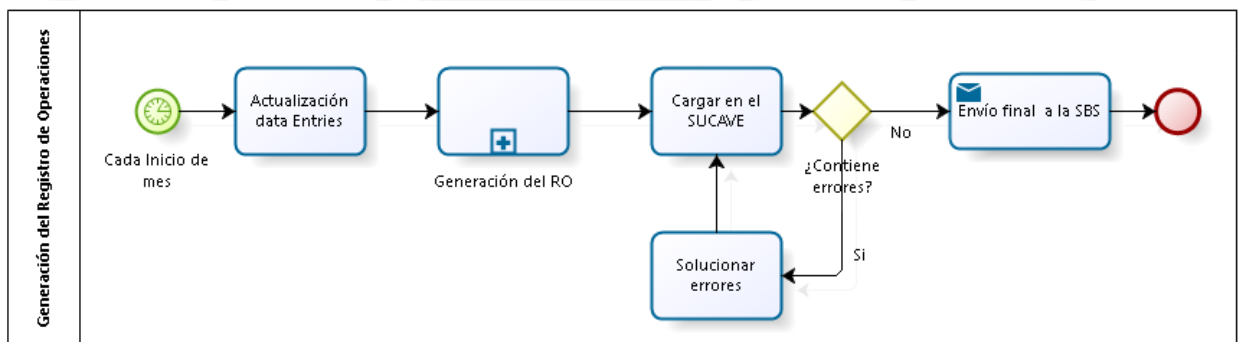 Generación del Registro de Operaciones
Cada Inicio de
mes
Actualización
data Entries
Generación del RO
Cargar en el
SUCAVE
¿Contiene
errores?
No
Si
Solucionar
errores
Envío final a la SBS